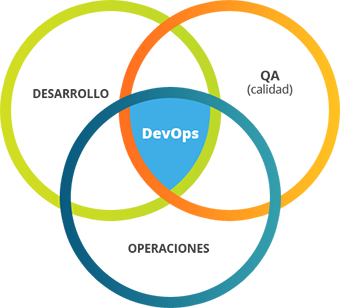 DESARROLLO
QA
(calidad)
DevOps
OPERACIONES